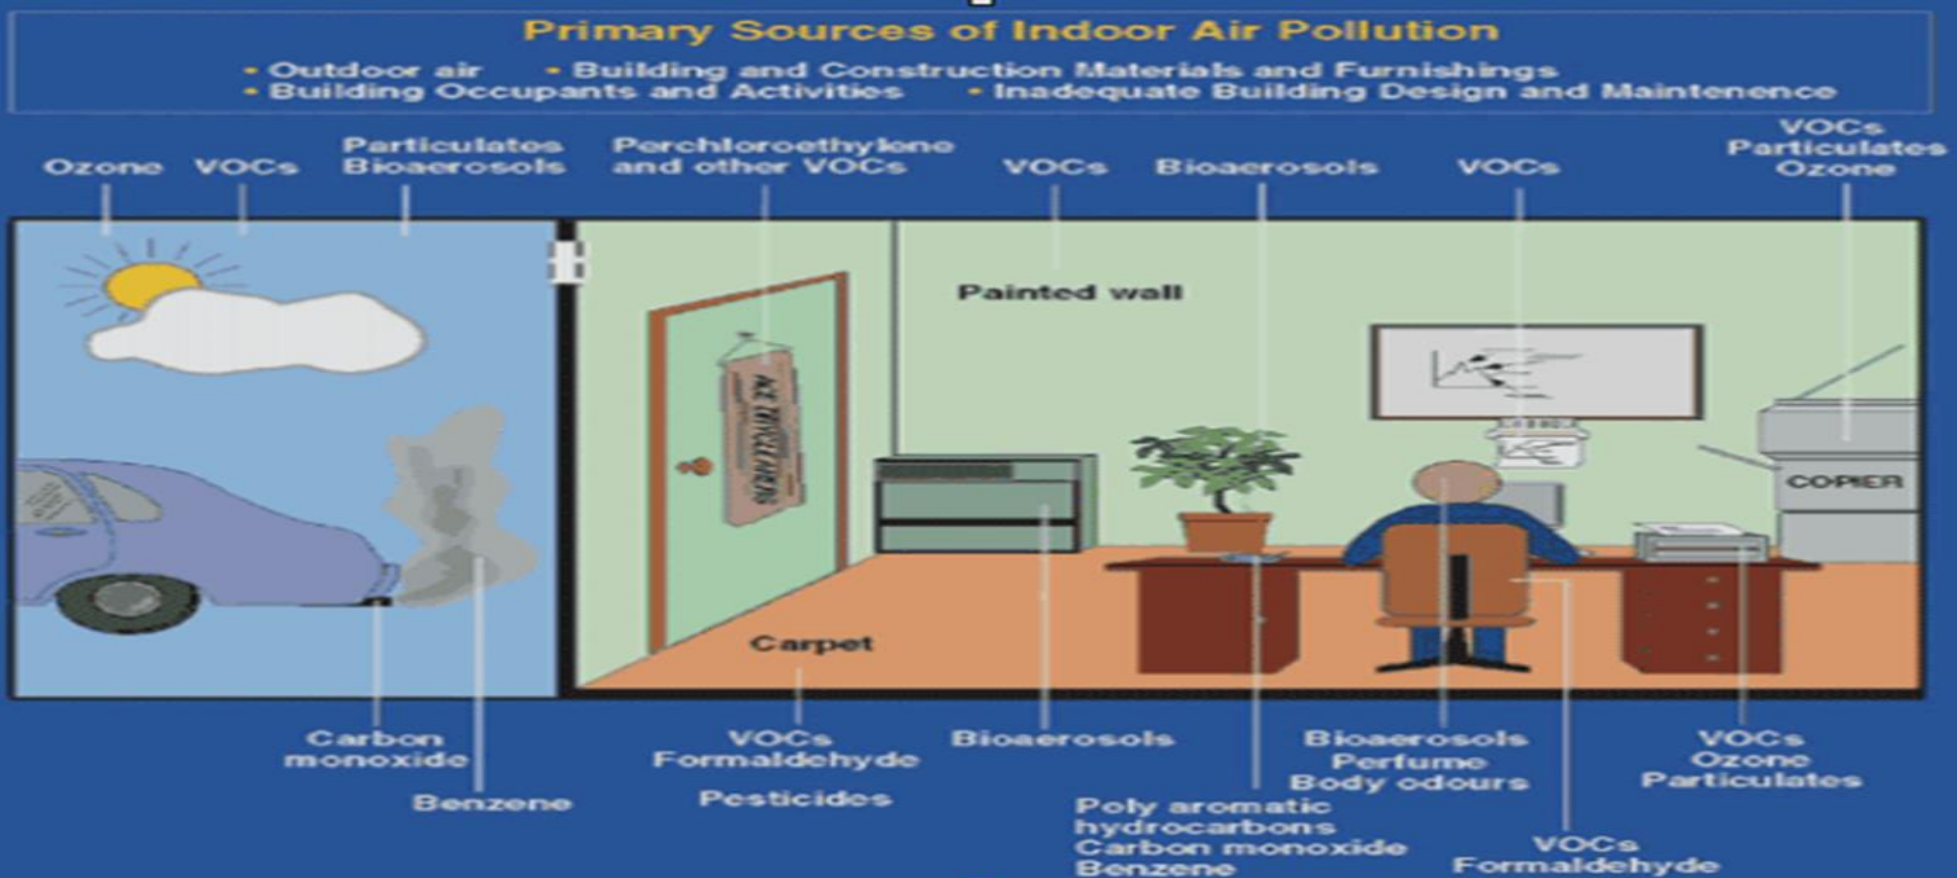 Primary Sources of Indoor Air Pollution
• Outdoor air • Building and Construction Materials and Furnishings
• Building Occupants and Activities • Inadequate Building Design and Maintenence
Ozone
VOCs
Particulates
Bioaerosols
Perchloroethylene
and other VOCs
VOCs
Bioaerosols
VOCs
VOCs
Particulates
Ozone
Painted wall
COPIER
Carpet
Carbon
monoxide
Benzene
VOCs
Formaldehyde
Pesticides
Bioaerosols
Poly aromatic
hydrocarbons
Carbon monoxide
Benzene
Bioaerosols
Perfume
Body odours
VOCs
Formaldehyde
VOCs
Ozone
Particulates